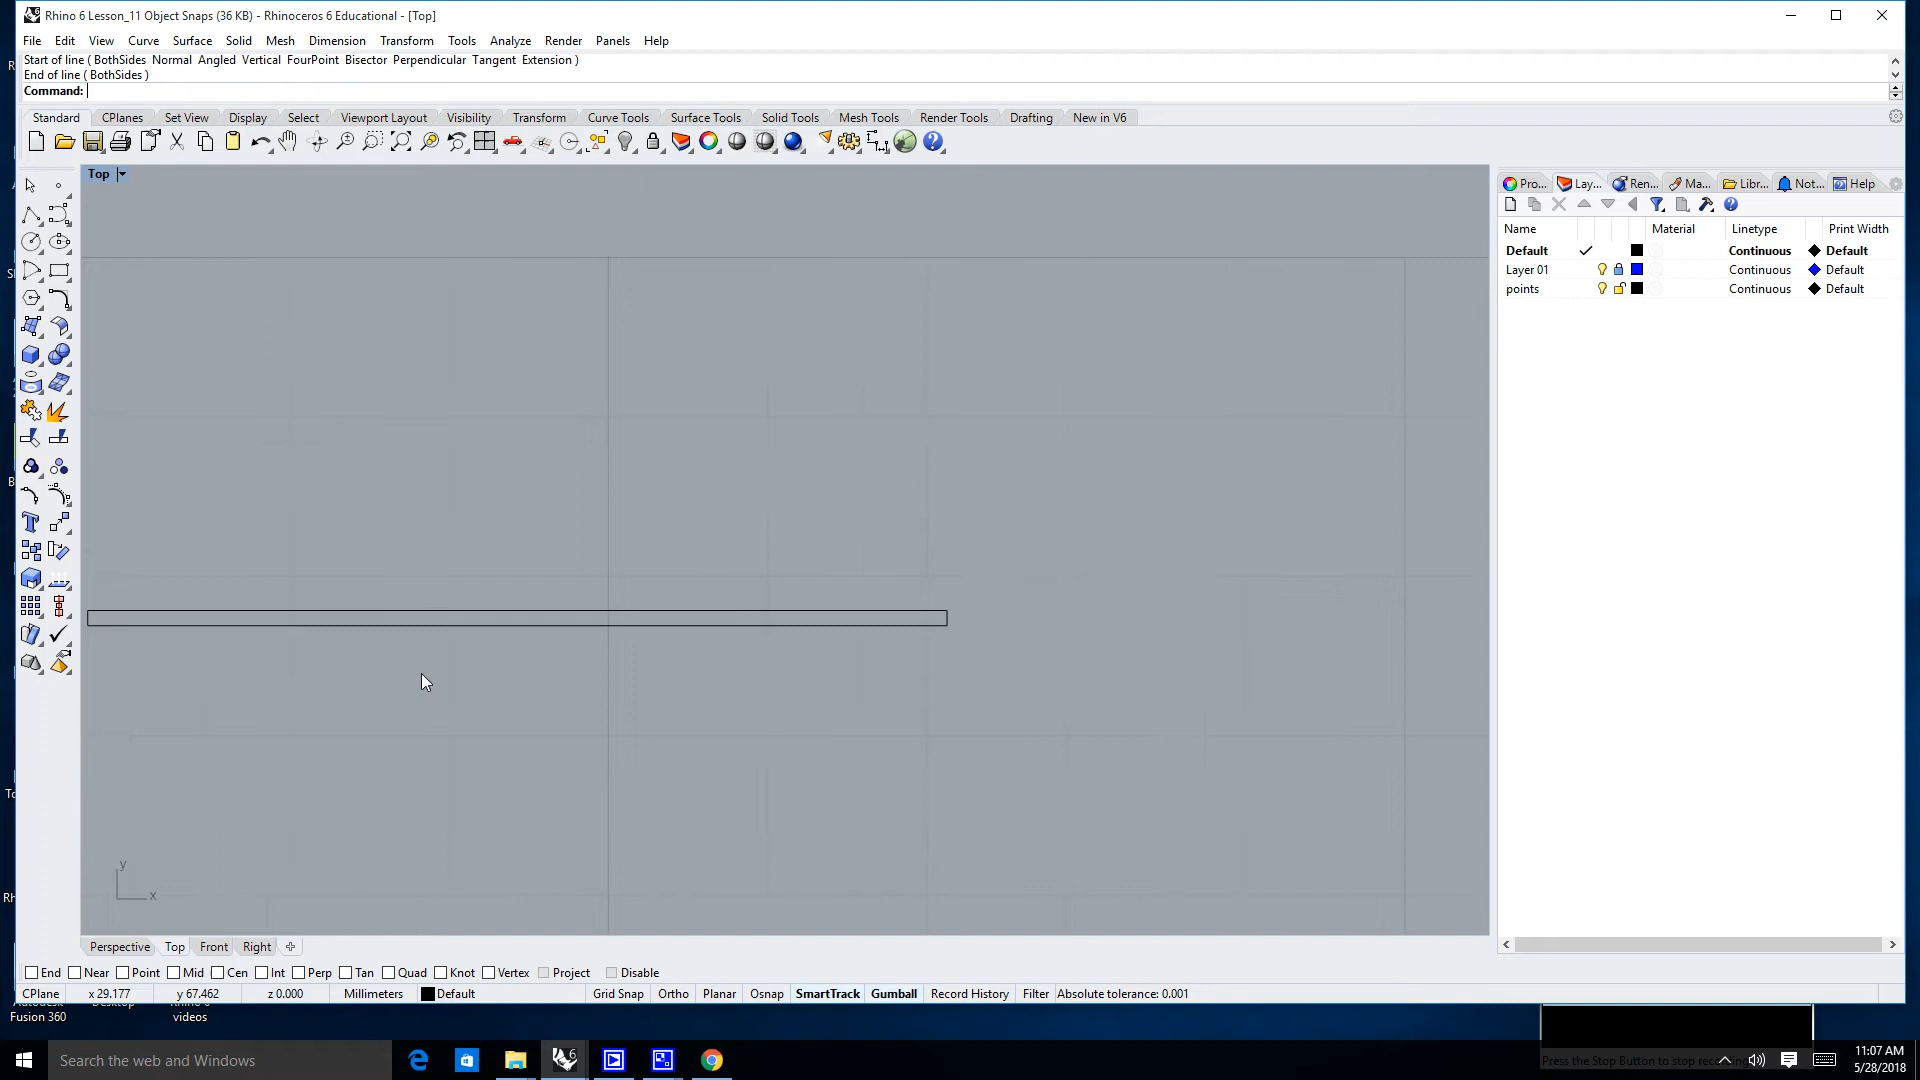 Rhino 6 Lesson_11 Object Snaps (36 KB) - Rhinoceros 6 Educational - [Top]
File Edit View Curve Surface Solid Mesh Dimension Transform Tools Analyze Render Panels Help
Start of line ( BothSides Normal Angled Vertical FourPoint Bisector Perpendicular Tangent Extension )
End of line ( BothSides )
Command:
Standard CPlanes Set View Display Select Viewport Layout Visibility Transform Curve Tools Surface Tools Solid Tools Mesh Tools Render Tools Drafting New in V6
Top
Pro... Lay... Ren... Ma... Libr... Not... Help
Name Material Linetype Print Width
Default Continuous Default
Layer 01 Continuous Default
points Continuous Default
y
x
Perspective Top Front Right
End Near Point Mid Cen Int Perp Tan Quad Knot Vertex Project Disable
CPlane x 29.177 y 67.462 z 0.000 Millimeters Default Grid Snap Ortho Planar Osnap SmartTrack Gumball Record History Filter Absolute tolerance: 0.001
Fusion 360
videos
Search the web and Windows
Press the Stop Button to stop
11:07 AM
5/28/2018